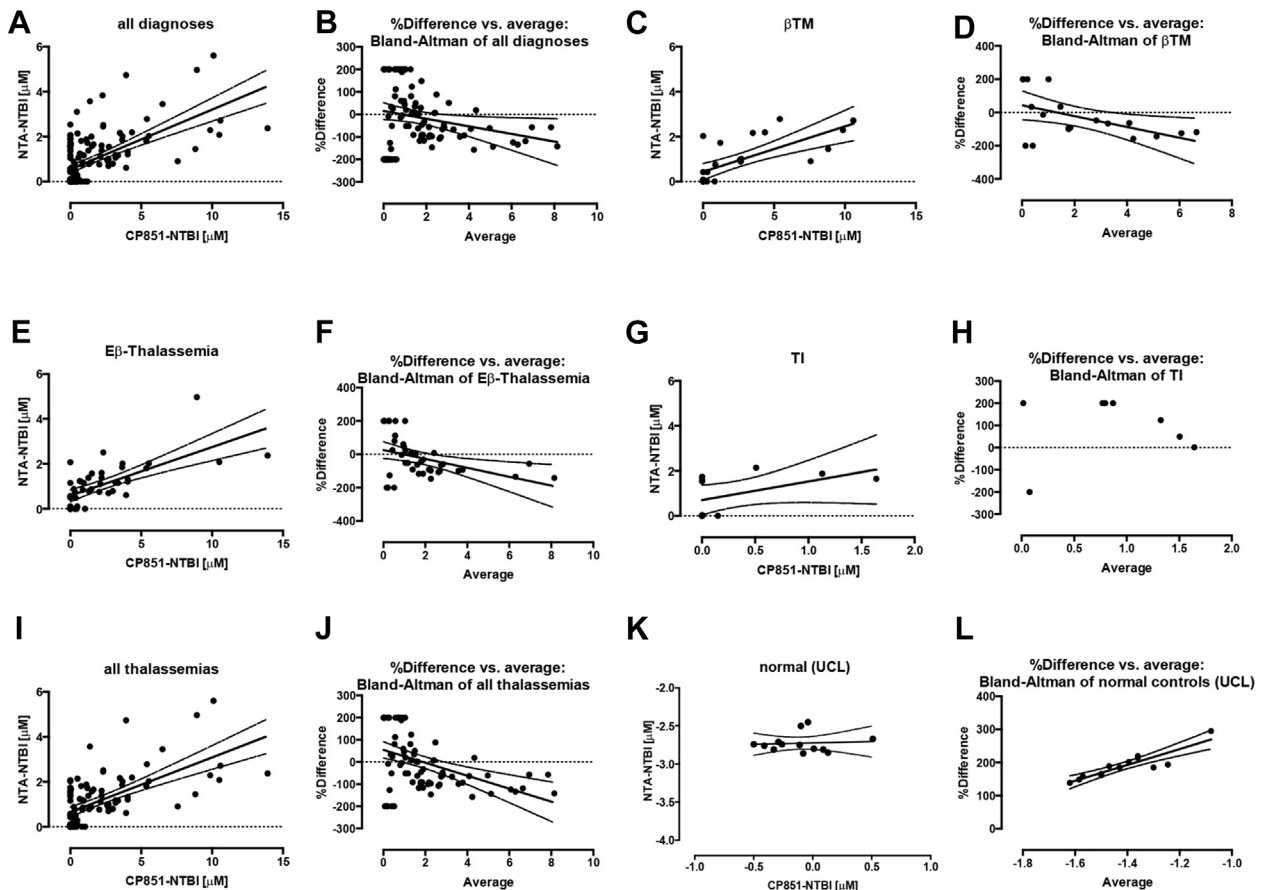 A
all diagnoses
NTA-NTBI [µM]
6
4
2
0
0
5
10
15
CP851-NTBI [µM]
B
%Difference vs. average:
Bland-Altman of all diagnoses
%Difference
300
200
100
0
-100
-200
-300
0
2
4
6
8
10
Average
C
βTM
NTA-NTBI [µM]
6
4
2
0
0
5
10
15
CP851-NTBI [µM]
D
%Difference vs. average:
Bland-Altman of βTM
%Difference
400
200
0
-200
-400
0
2
4
6
8
Average
E
Eβ-Thalassemia
NTA-NTBI [µM]
6
4
2
0
0
5
10
15
CP851-NTBI [µM]
F
%Difference vs. average:
Bland-Altman of Eβ-Thalassemia
%Difference
400
200
0
-200
-400
0
2
4
6
8
10
Average
G
TI
NTA-NTBI [µM]
6
4
2
0
0.0
0.5
1.0
1.5
2.0
CP851-NTBI [µM]
H
%Difference vs. average:
Bland-Altman of TI
%Difference
300
200
100
0
-100
-200
-300
0.0
0.5
1.0
1.5
2.0
Average
I
all thalassemias
NTA-NTBI [µM]
6
4
2
0
0
5
10
15
CP851-NTBI [µM]
J
%Difference vs. average:
Bland-Altman of all thalassemias
%Difference
300
200
100
0
-100
-200
-300
0
2
4
6
8
10
Average
K
normal (UCL)
NTA-NTBI [µM]
-2.0
-2.5
-3.0
-3.5
-4.0
-1.0
-0.5
0.0
0.5
1.0
CP851-NTBI [µM]
L
%Difference vs. average:
Bland-Altman of normal controls (UCL)
%Difference
400
300
200
100
0
-1.8
-1.6
-1.4
-1.2
-1.0
Average